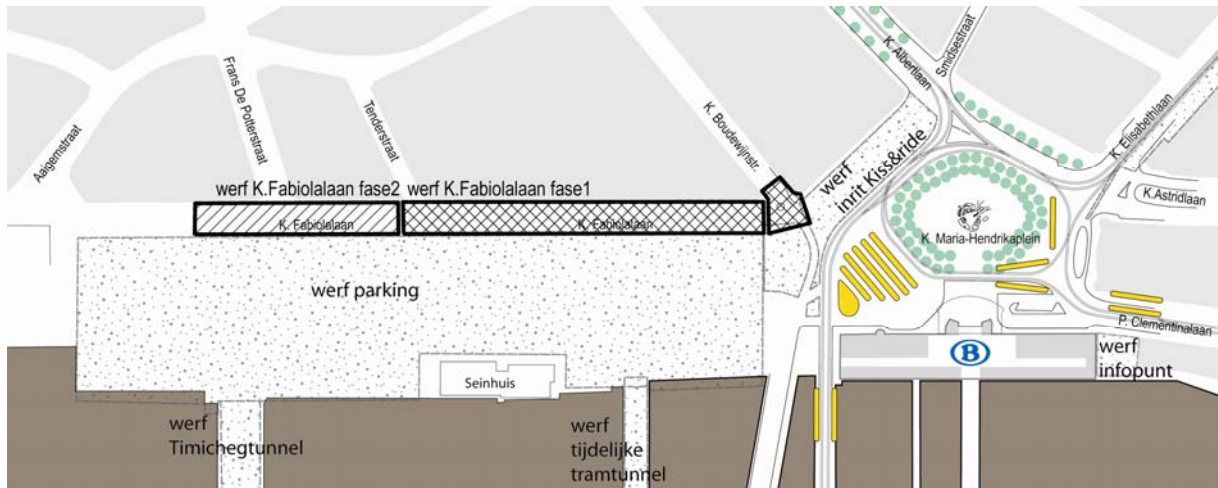 K. Albertlaan
Smidsestraat
Frans De Potterstraat
Aaigemstraat
Tenderstraat
K. Boudewijnstr.
K. Elisabethlaan
werf K.Fabiolalaan fase2
werf K.Fabiolalaan fase1
werf
inrit Kiss&ride
K.Astridlaan
K. Fabiolalaan
K. Fabiolalaan
K. Maria-Hendrikaplein
werf parking
P. Clementinalaan
B
werf
infopunt
Seinhuis
werf
Timichegtunnel
werf
tijdelijke
tramtunnel